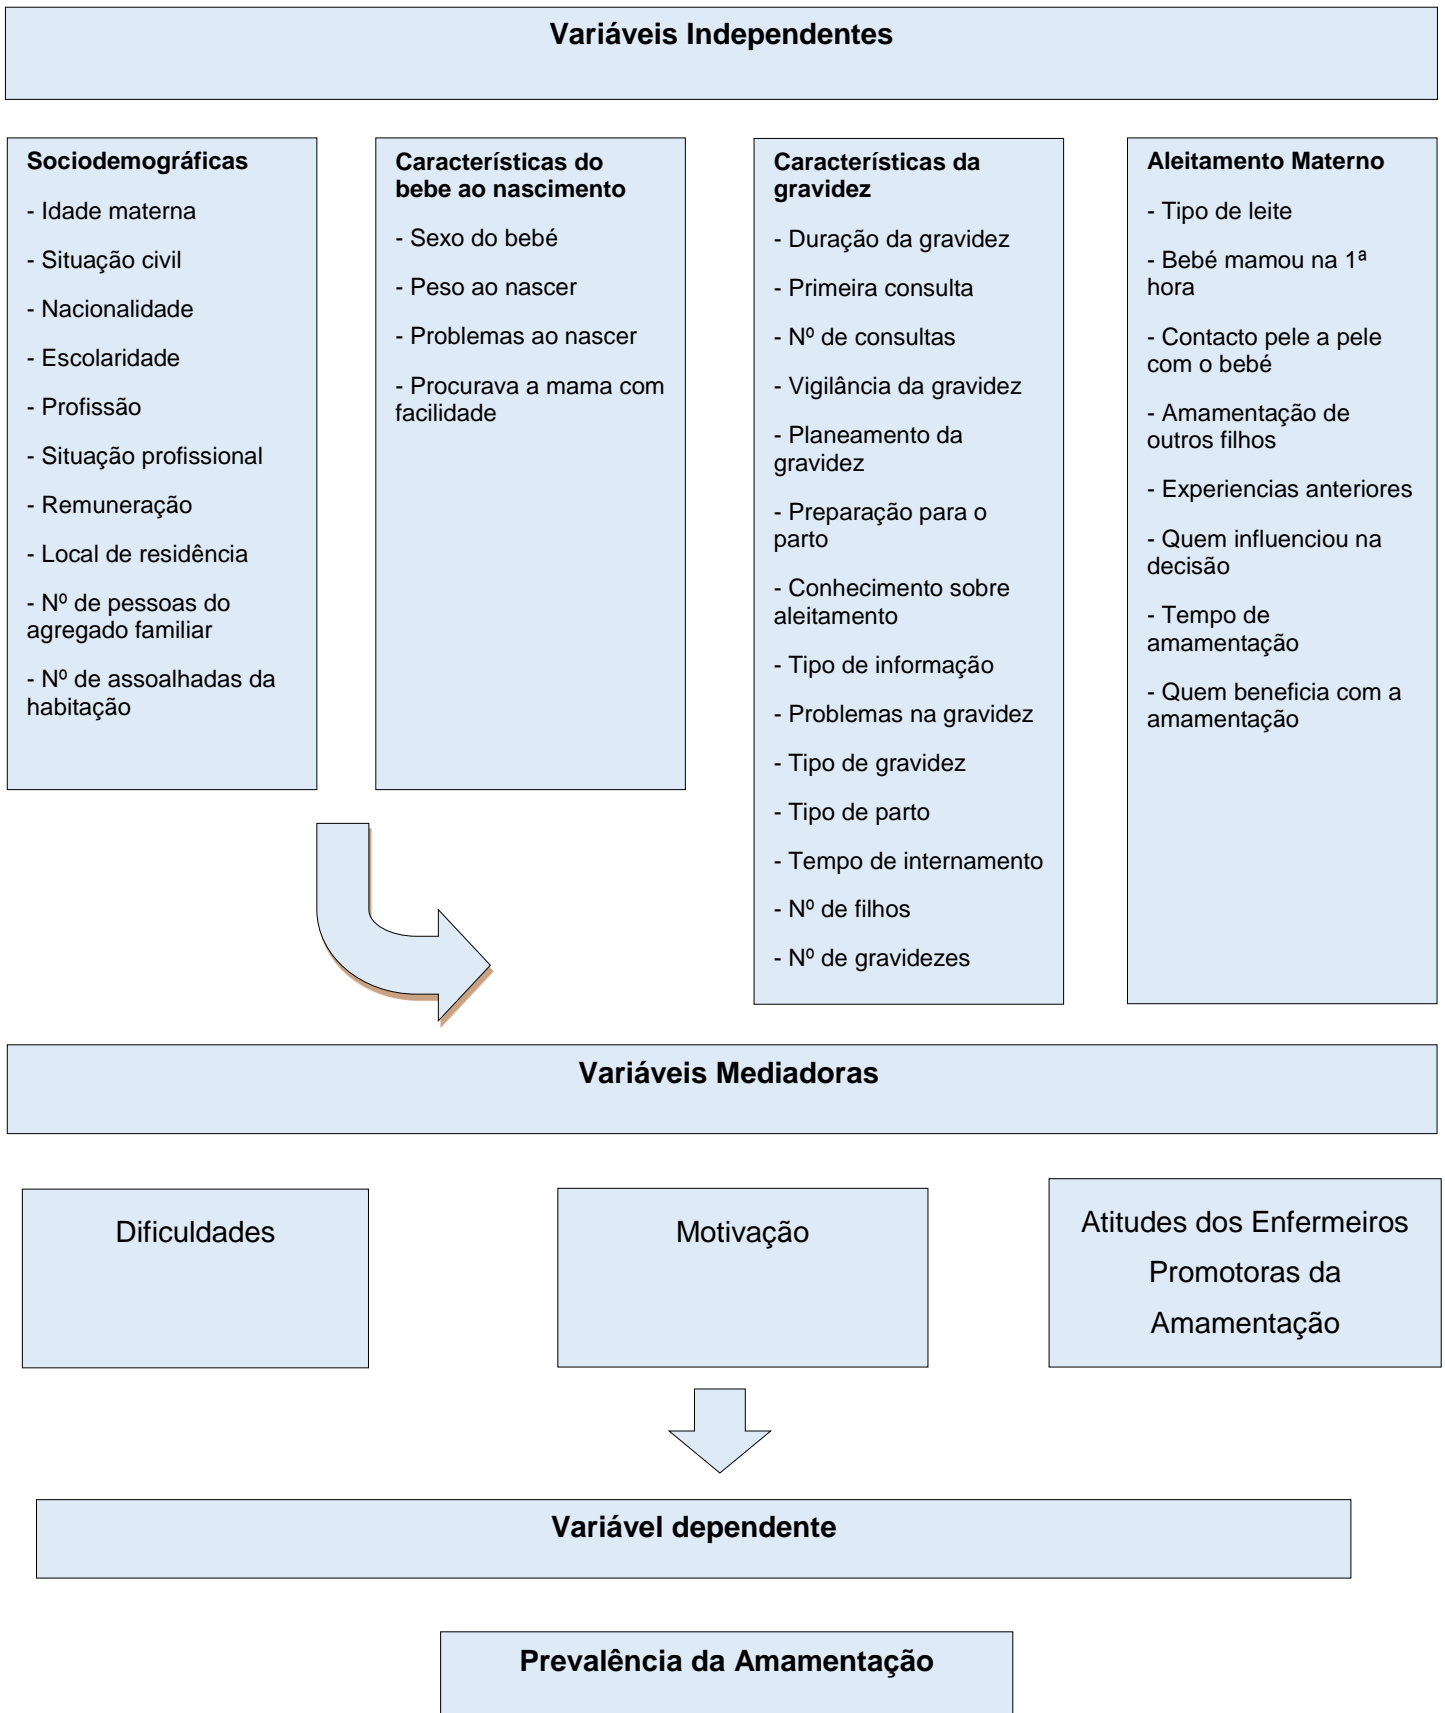 Variáveis Independentes
Sociodemográficas
- Idade materna
- Situação civil
- Nacionalidade
- Escolaridade
- Profissão
- Situação profissional
- Remuneração
- Local de residência
- Nº de pessoas do
agregado familiar
- Nº de assoalhadas da
habitação
Características do
bebe ao nascimento
- Sexo do bebé
- Peso ao nascer
- Problemas ao nascer
- Procurava a mama com
facilidade
Características da
gravidez
- Duração da gravidez
- Primeira consulta
- Nº de consultas
- Vigilância da gravidez
- Planeamento da
gravidez
- Preparação para o
parto
- Conhecimento sobre
aleitamento
- Tipo de informação
- Problemas na gravidez
- Tipo de gravidez
- Tipo de parto
- Tempo de internamento
- Nº de filhos
- Nº de gravidezes
Aleitamento Materno
- Tipo de leite
- Bebé mamou na 1ª
hora
- Contacto pele a pele
com o bebé
- Amamentação de
outros filhos
- Experiencias anteriores
- Quem influenciou na
decisão
- Tempo de
amamentação
- Quem beneficia com a
amamentação
Variáveis Mediadoras
Dificuldades
Motivação
Atitudes dos Enfermeiros
Promotoras da
Amamentação
Variável dependente
Prevalência da Amamentação